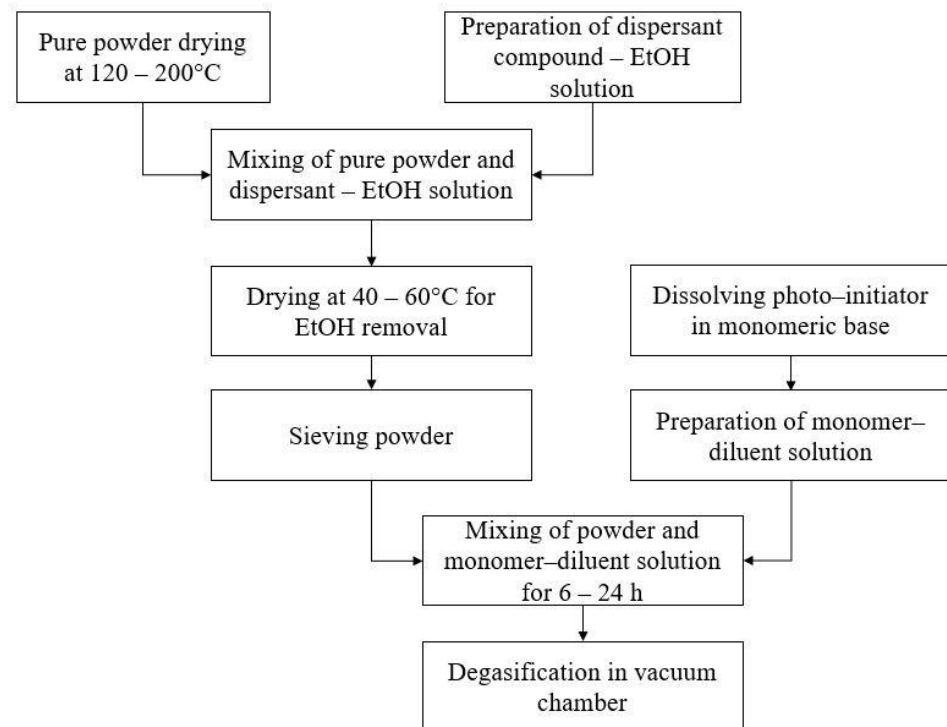 Pure powder drying
at 120 – 200°C
Preparation of dispersant
compound – EtOH
solution
Mixing of pure powder and
dispersant – EtOH solution
Drying at 40 – 60°C for
EtOH removal
Dissolving photo–initiator
in monomeric base
Sieving powder
Preparation of monomer–
diluent solution
Mixing of powder and
monomer–diluent solution
for 6 – 24 h
Degasification in vacuum
chamber